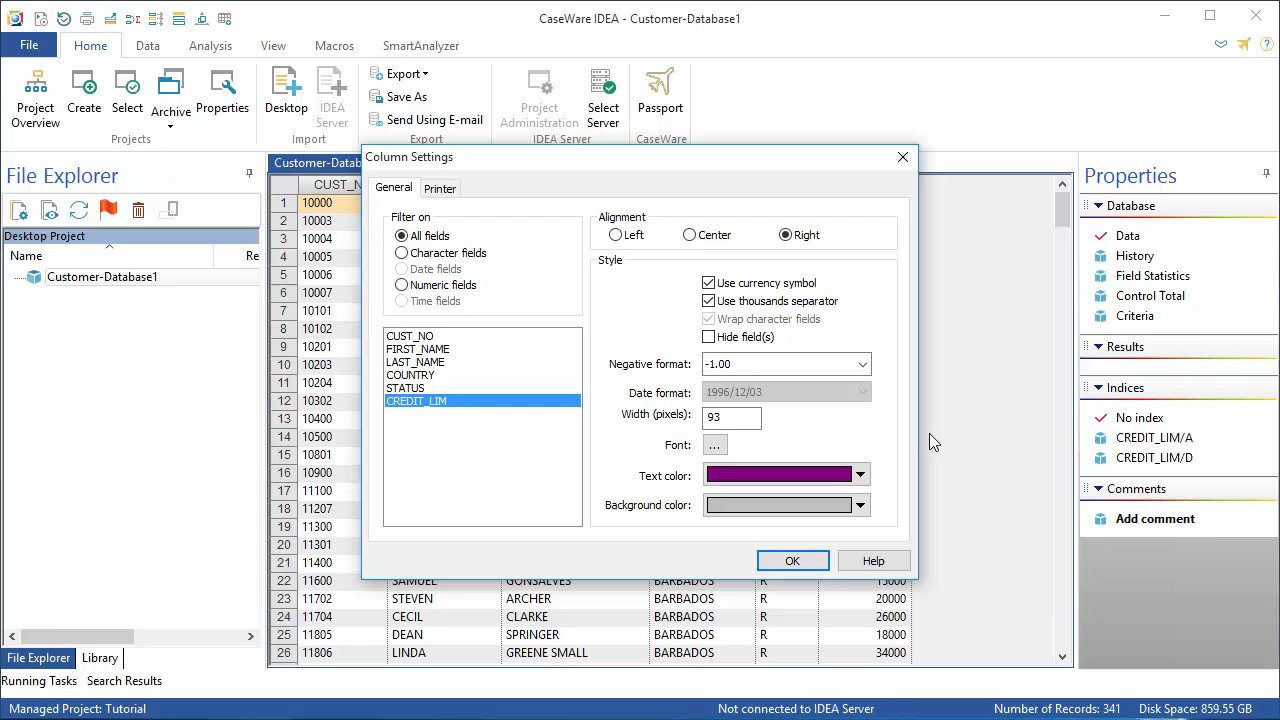 CaseWare IDEA - Customer-Database1
File Home Data Analysis View Macros SmartAnalyzer
Project Overview
Create
Select
Archive
Properties
Projects
Desktop
IDEA Server
Import
Export
Save As
Send Using E-mail
Export
Project Administration
Select Server
IDEA Server
Passport
CaseWare
File Explorer
Desktop Project
Name Re
Customer-Database1
File Explorer Library
Running Tasks Search Results
Customer-Datab
CUST_N
1 10000
2 10003
3 10004
4 10005
5 10006
6 10007
7 10101
8 10102
9 10201
10 10203
11 10204
12 10302
13 10400
14 10500
15 10801
16 10900
17 11100
18 11207
19 11300
20 11301
21 11400
22 11600 SAMUEL GONSALVES BARBADOS R 15000
23 11702 STEVEN ARCHER BARBADOS R 20000
24 11704 CECIL CLARKE BARBADOS R 26000
25 11805 DEAN SPRINGER BARBADOS R 18000
26 11806 LINDA GREENE SMALL BARBADOS R 34000
Column Settings
General Printer
Filter on
All fields
Character fields
Date fields
Numeric fields
Time fields
CUST_NO
FIRST_NAME
LAST_NAME
COUNTRY
STATUS
CREDIT_LIM
Alignment
Left Center Right
Style
Use currency symbol
Use thousands separator
Wrap character fields
Hide field(s)
Negative format: -1.00
Date format: 1996/12/03
Width (pixels): 93
Font: ...
Text color:
Background color:
OK Help
Properties
Database
Data
History
Field Statistics
Control Total
Criteria
Results
Indices
No index
CREDIT_LIM/A
CREDIT_LIM/D
Comments
Add comment
Managed Project: Tutorial Not connected to IDEA Server Number of Records: 341 Disk Space: 859.55 GB